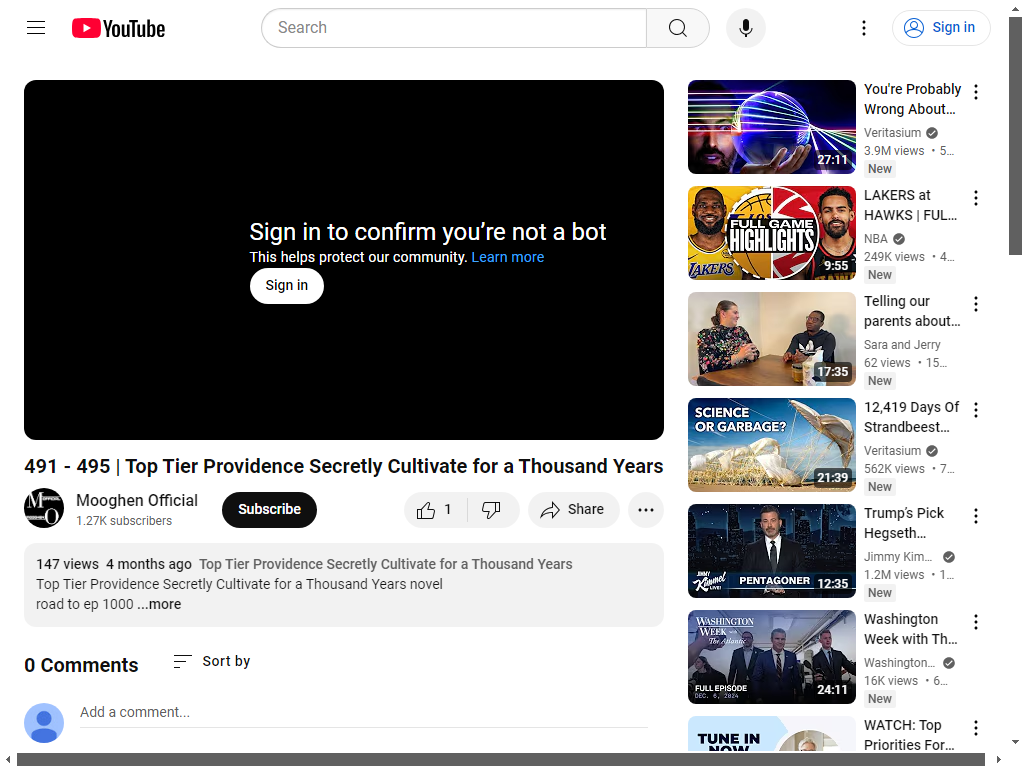 YouTube
Search
Sign in
Sign in to confirm you’re not a bot
This helps protect our community. Learn more
Sign in
491 - 495 | Top Tier Providence Secretly Cultivate for a Thousand Years
Mooghen Official
1.27K subscribers
Subscribe
1
Share
147 views 4 months ago Top Tier Providence Secretly Cultivate for a Thousand Years
Top Tier Providence Secretly Cultivate for a Thousand Years novel
road to ep 1000 ...more
0 Comments
Sort by
Add a comment...
27:11
You're Probably
Wrong About...
Veritasium
3.9M views • 5...
New
FULL GAME
HIGHLIGHTS
LAKERS
9:55
LAKERS at
HAWKS | FUL...
NBA
249K views • 4...
New
17:35
Telling our
parents about...
Sara and Jerry
62 views • 15...
New
SCIENCE
OR GARBAGE?
21:39
12,419 Days Of
Strandbeest...
Veritasium
562K views • 7...
New
JIMMY
Kimmel
LIVE!
PENTAGONER
12:35
Trump’s Pick
Hegseth...
Jimmy Kim...
1.2M views • 1...
New
WASHINGTON
WEEK with
The Atlantic
FULL EPISODE
DEC. 6, 2024
24:11
Washington
Week with Th...
Washington...
16K views • 6...
New
TUNE IN
NOW
WATCH: Top
Priorities For...